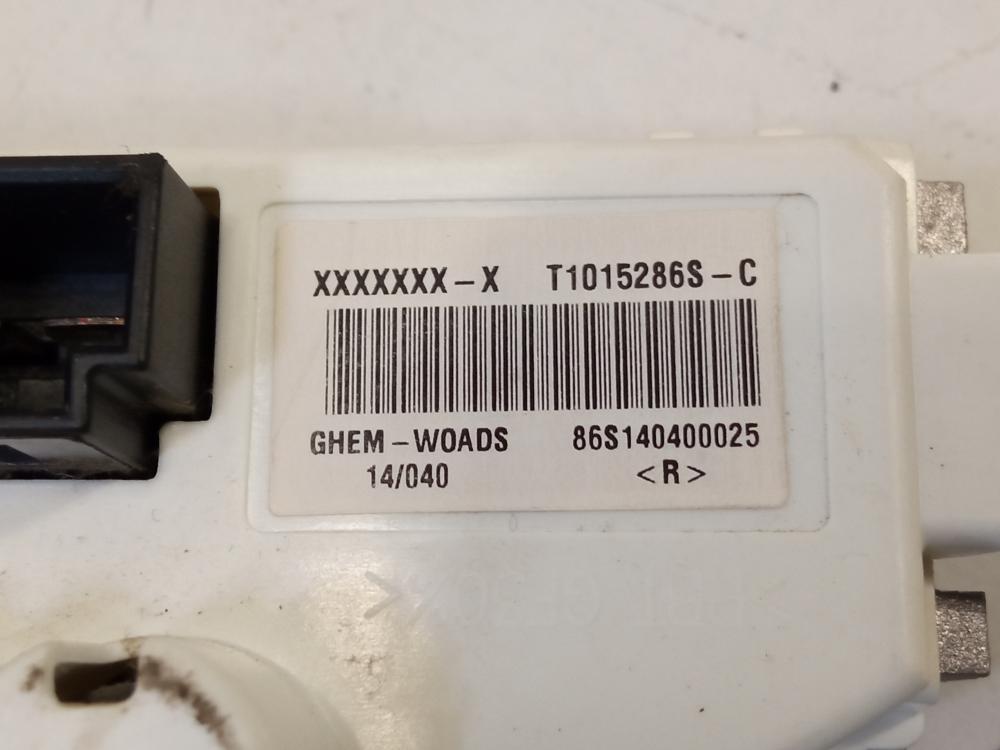 XXXXXXX-X T1015286S-C
GHEM-WOADS 86S140400025
14/040 <R>